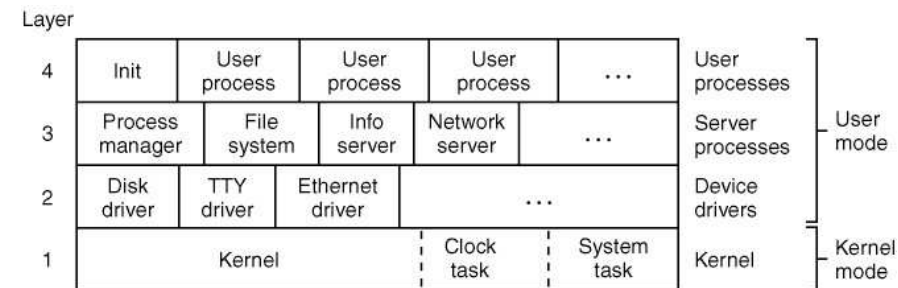 Layer
4 Init User process User process User process ... User processes
3 Process manager File system Info server Network server ... Server processes User mode
2 Disk driver TTY driver Ethernet driver ... Device drivers
1 Kernel Clock task System task Kernel Kernel mode